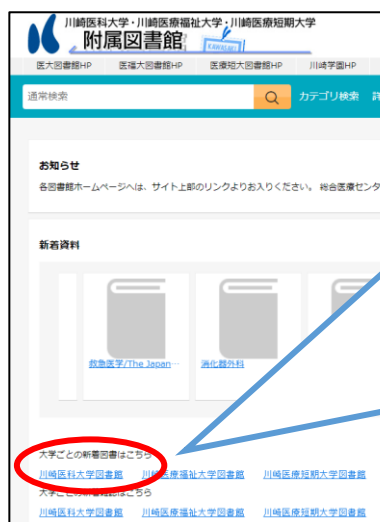 川崎医科大学・川崎医療福祉大学・川崎医療短期大学
附属図書館
KAWASAKI
医大図書館HP 医福大図書館HP 医療短大図書館HP 川崎学園HP
通常検索 カテゴリ検索 詳
お知らせ
各図書館ホームページへは、サイト上部のリンクよりお入りください。 総合医療センタ
新着資料
救急医学/The Japan… 消化器外科
大学ごとの新着図書はこちら
川崎医科大学図書館 川崎医療福祉大学図書館 川崎医療短期大学図書館
大学ごとの新着雑誌はこちら
川崎医科大学図書館 川崎医療福祉大学図書館 川崎医療短期大学図書館